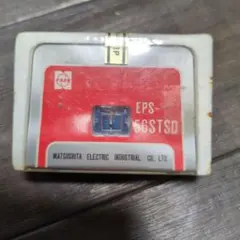 EPS-
56STSD
MATSUSHITA ELECTRIC INDUSTRIAL CO., LTD.